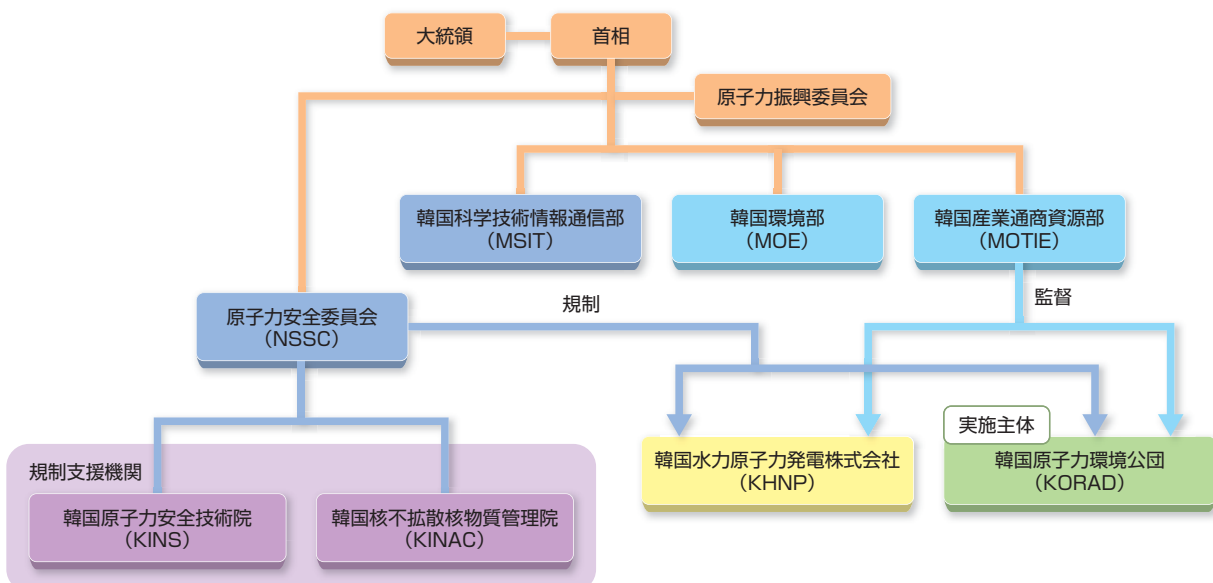 大統領
首相
原子力振興委員会
韓国科学技術情報通信部
(MSIT)
韓国環境部
(MOE)
韓国産業通商資源部
(MOTIE)
原子力安全委員会
(NSSC)
規制
監督
実施主体
韓国水力原子力発電株式会社
(KHNP)
韓国原子力環境公団
(KORAD)
規制支援機関
韓国原子力安全技術院
(KINS)
韓国核不拡散核物質管理院
(KINAC)